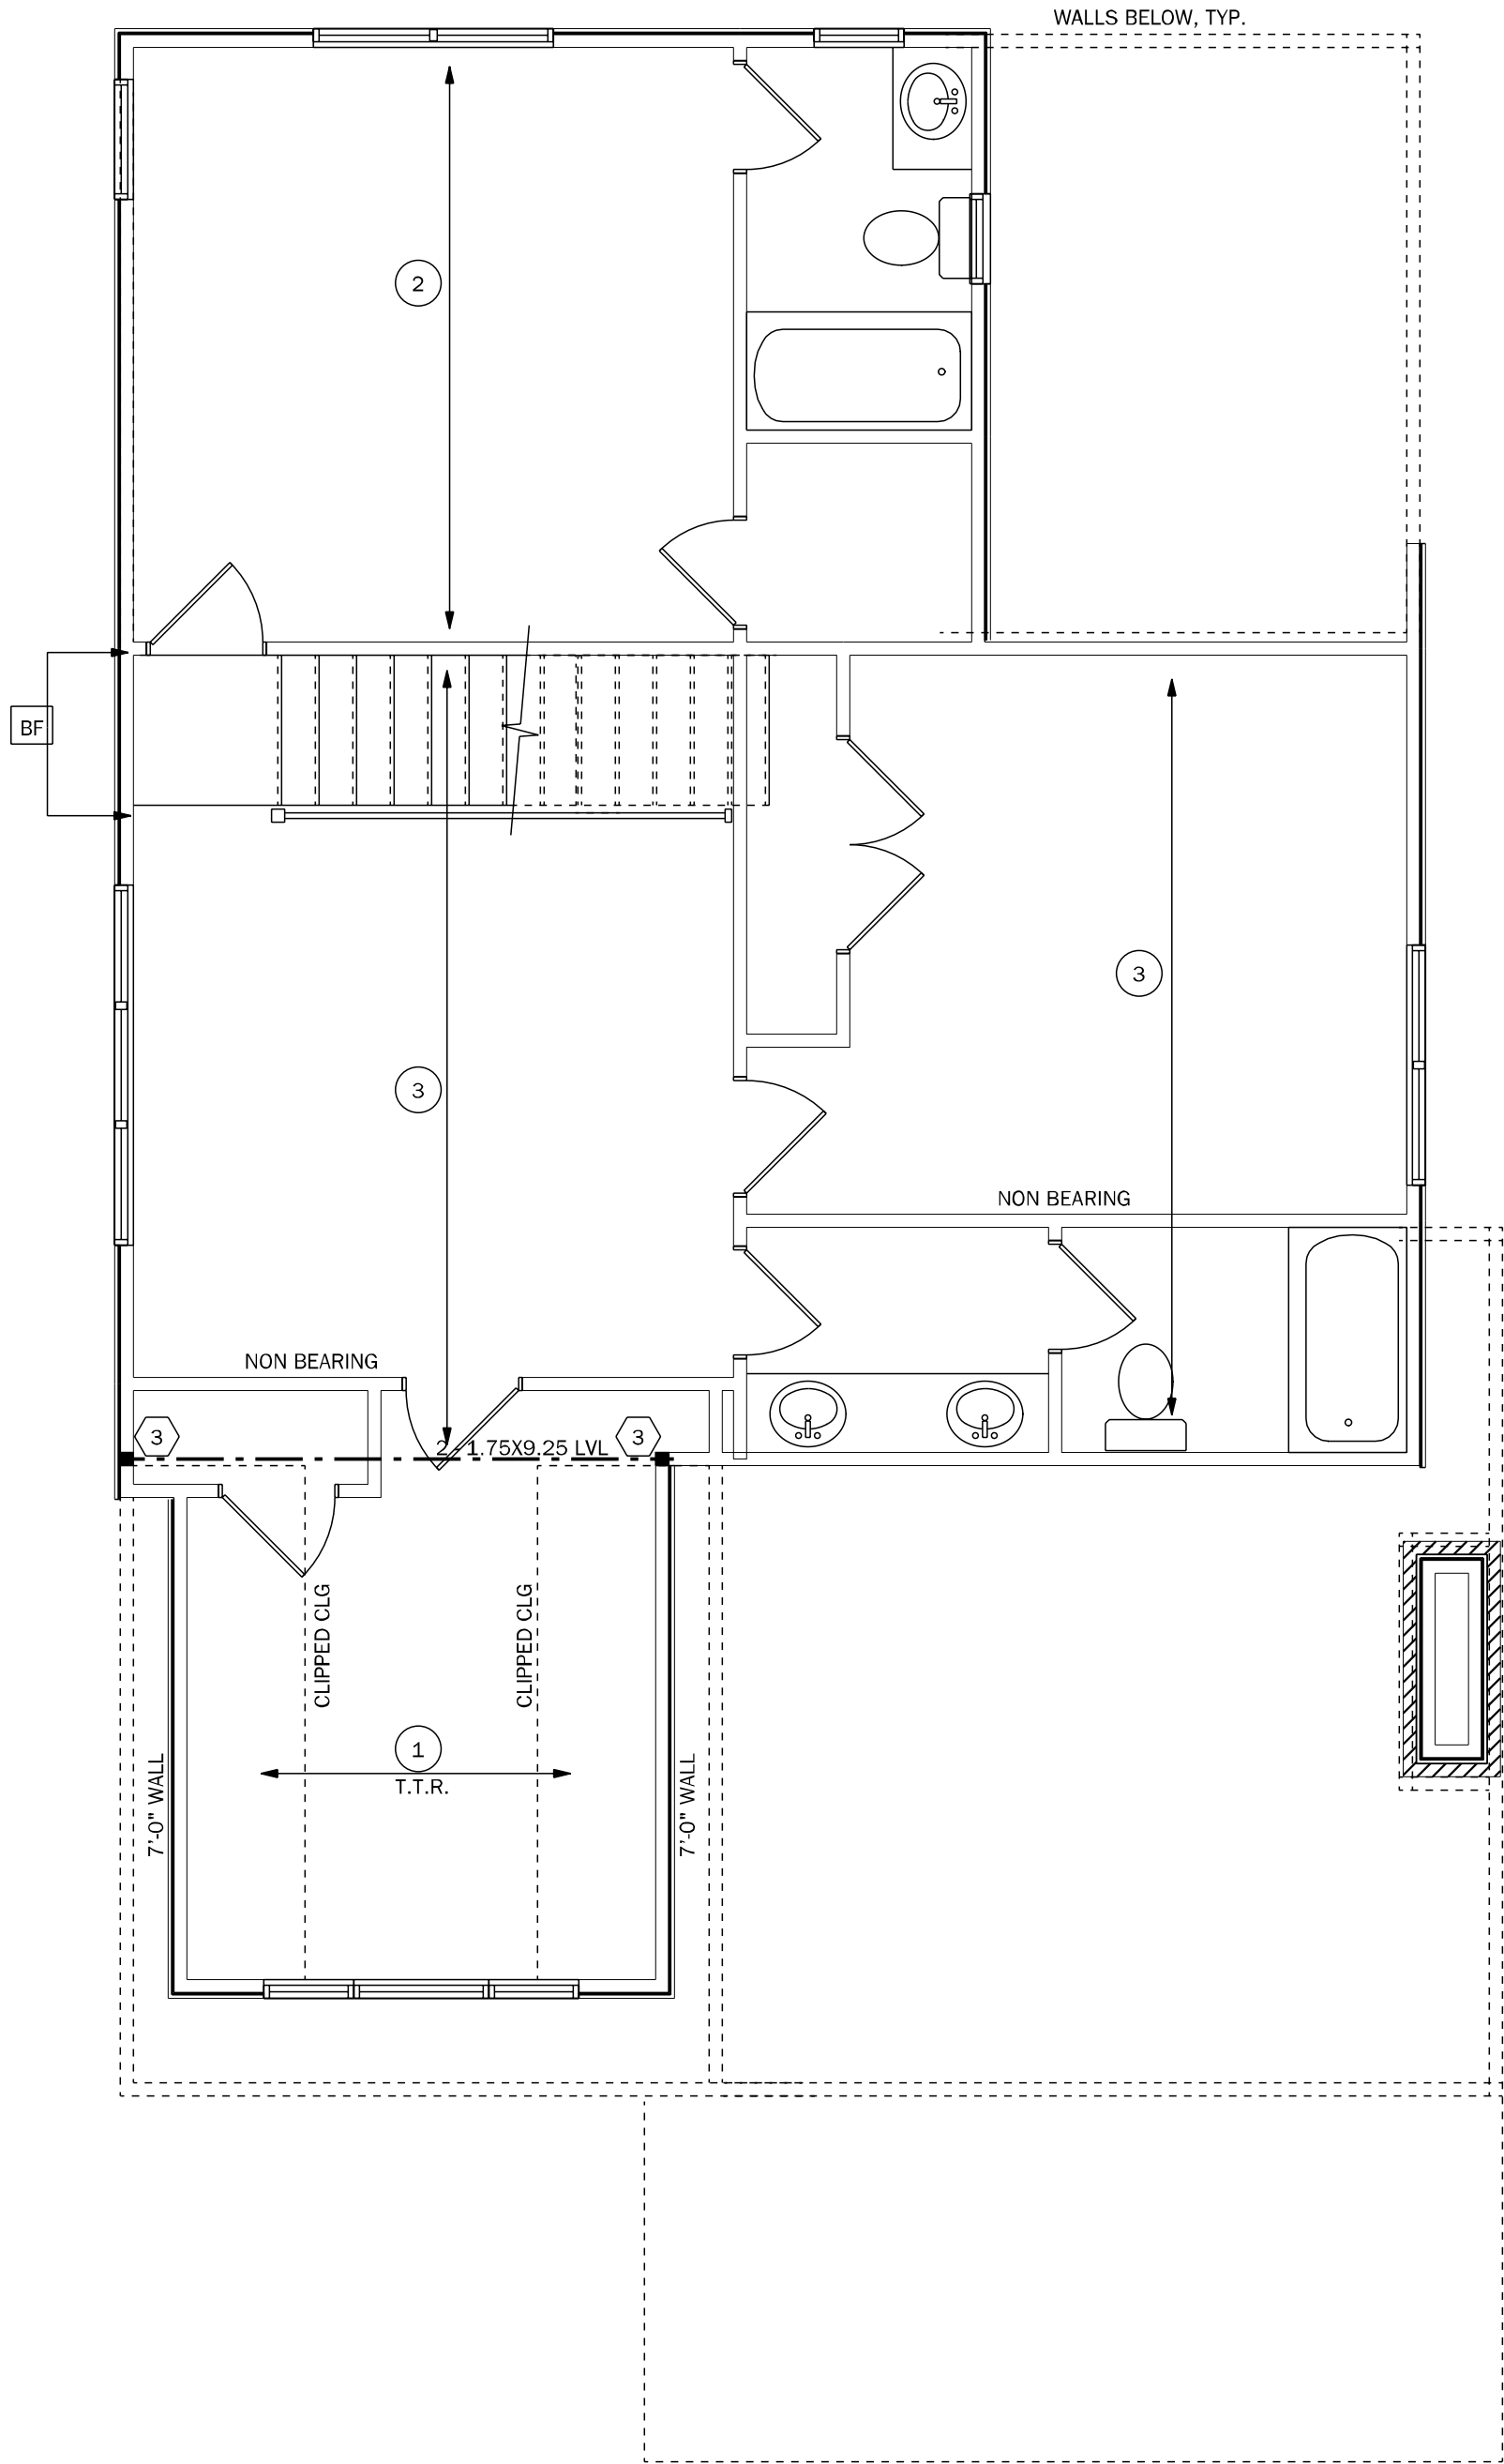 WALLS BELOW, TYP.
2
BF
3
3
NON BEARING
NON BEARING
3
3
2 - 1.75X9.25 LVL
CLIPPED CLG
CLIPPED CLG
1
T.T.R.
7'-0" WALL
7'-0" WALL